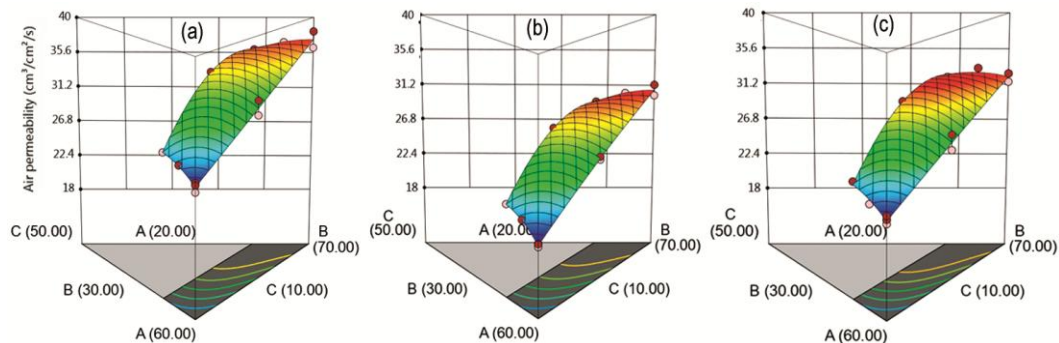 Air permeability (cm³/cm²/s)
40
35.6
31.2
26.8
22.4
18
(a)
C (50.00)
A (20.00)
B
(70.00)
B (30.00)
C (10.00)
A (60.00)
40
35.6
31.2
26.8
22.4
18
(b)
C
(50.00)
A (20.00)
B
(70.00)
B (30.00)
C (10.00)
A (60.00)
40
35.6
31.2
26.8
22.4
18
(c)
C
(50.00)
A (20.00)
B
(70.00)
B (30.00)
C (10.00)
A (60.00)